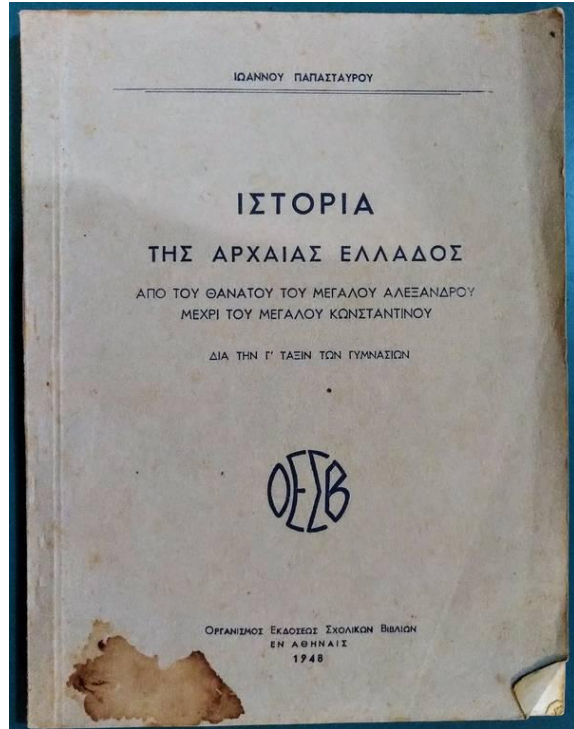 ΙΩΑΝΝΟΥ ΠΑΠΑΣΤΑΥΡΟΥ
ΙΣΤΟΡΙΑ
ΤΗΣ ΑΡΧΑΙΑΣ ΕΛΛΑΔΟΣ
ΑΠΟ ΤΟΥ ΘΑΝΑΤΟΥ ΤΟΥ ΜΕΓΑΛΟΥ ΑΛΕΞΑΝΔΡΟΥ
ΜΕΧΡΙ ΤΟΥ ΜΕΓΑΛΟΥ ΚΩΝΣΤΑΝΤΙΝΟΥ
ΔΙΑ ΤΗΝ Γ' ΤΑΞΙΝ ΤΩΝ ΓΥΜΝΑΣΙΩΝ
ΟΕΣΒ
ΟΡΓΑΝΙΣΜΟΣ ΕΚΔΟΣΕΩΣ ΣΧΟΛΙΚΩΝ ΒΙΒΛΙΩΝ
ΕΝ ΑΘΗΝΑΙΣ
1948